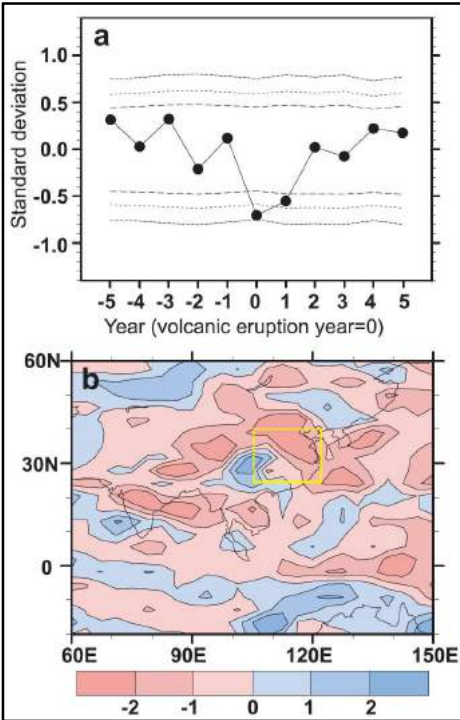 a
1.0
0.5
0.0
-0.5
-1.0
Standard deviation
-5 -4 -3 -2 -1 0 1 2 3 4 5
Year (volcanic eruption year=0)
b
60N
30N
0
60E 90E 120E 150E
-2 -1 0 1 2